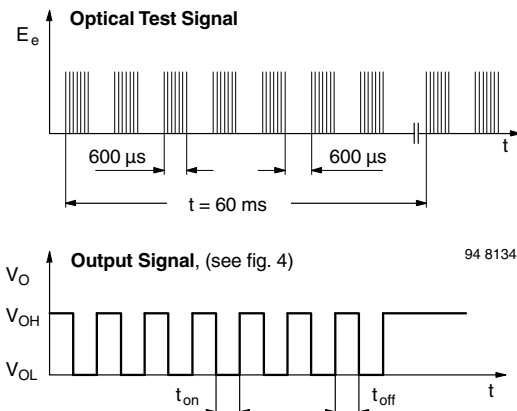 Optical Test Signal
E e
t
600 µs
600 µs
t = 60 ms
Output Signal, (see fig. 4)
94 8134
V O
V OH
V OL
t on
t off
t